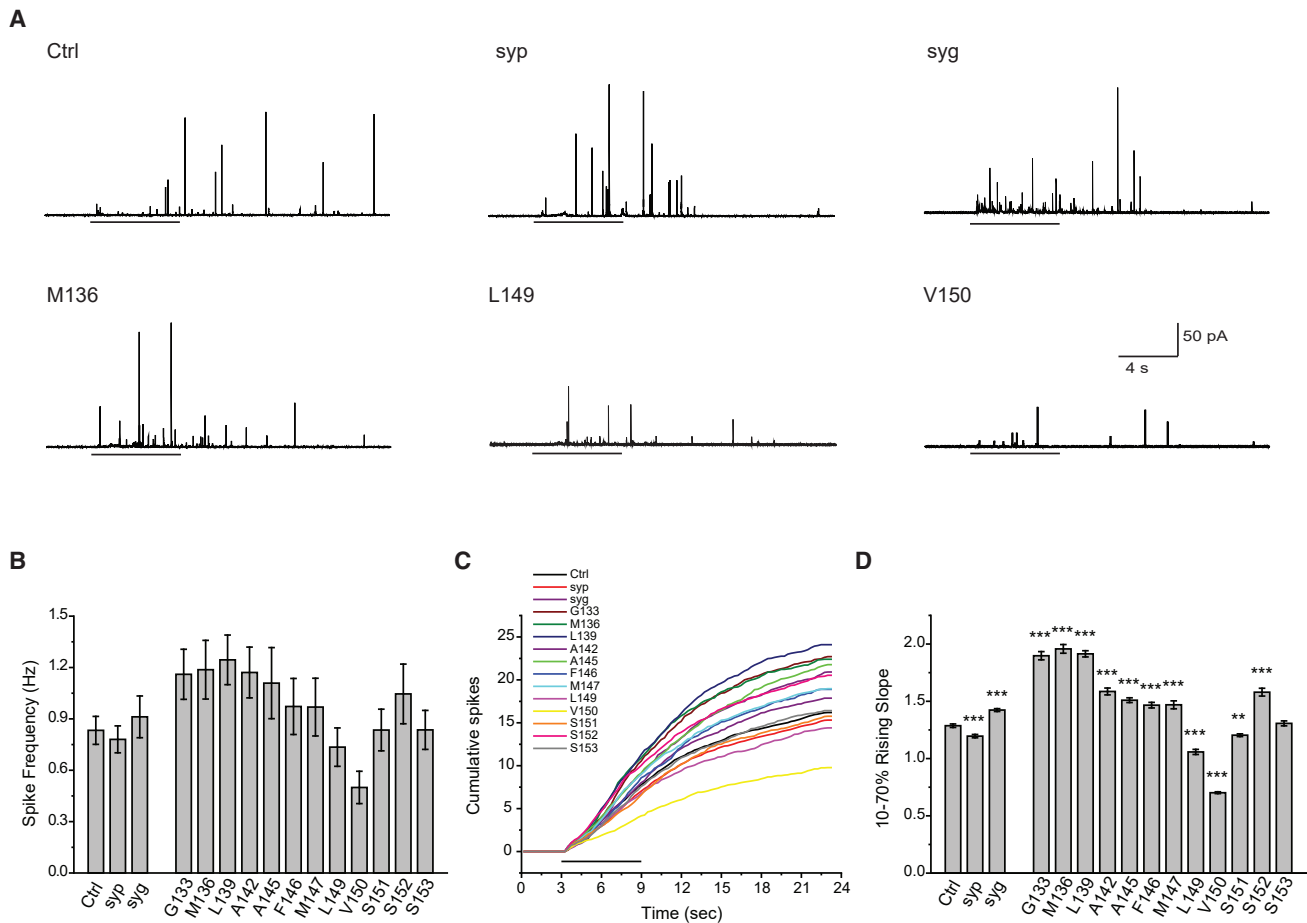 A
Ctrl
syp
syg
M136
L149
V150
50 pA
4 s
B
Spike Frequency (Hz)
1.5
1.2
0.9
0.6
0.3
0.0
Ctrl
syp
syg
G133
M136
L139
A142
A145
F146
M147
L149
V150
S151
S152
S153
C
Ctrl
syp
syg
G133
M136
L139
A142
A145
F146
M147
L149
V150
S151
S152
S153
Cumulative spikes
25
20
15
10
5
0
0 3 6 9 12 15 18 21 24
Time (sec)
D
10-70% Rising Slope
2.0
1.5
1.0
0.5
0.0
***
***
***
***
***
***
***
***
***
***
***
**
***
Ctrl
syp
syg
G133
M136
L139
A142
A145
F146
M147
L149
V150
S151
S152
S153